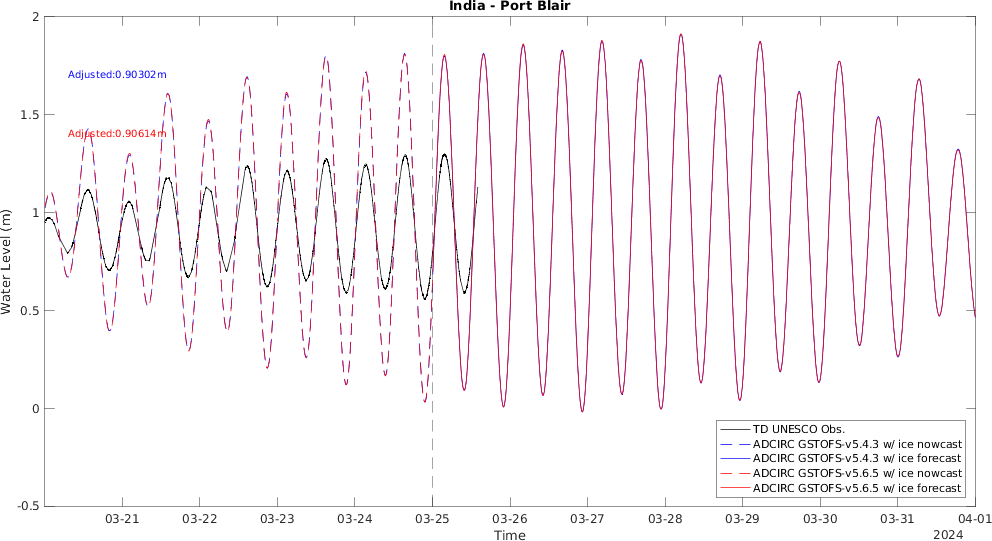 India - Port Blair
2
1.5
1
0.5
0
-0.5
Water Level (m)
Adjusted:0.90302m
Adjusted:0.90614m
TD UNESCO Obs.
ADCIRC GSTOFS-v5.4.3 w/ ice nowcast
ADCIRC GSTOFS-v5.4.3 w/ ice forecast
ADCIRC GSTOFS-v5.6.5 w/ ice nowcast
ADCIRC GSTOFS-v5.6.5 w/ ice forecast
03-21 03-22 03-23 03-24 03-25 03-26 03-27 03-28 03-29 03-30 03-31 04-01
Time
2024